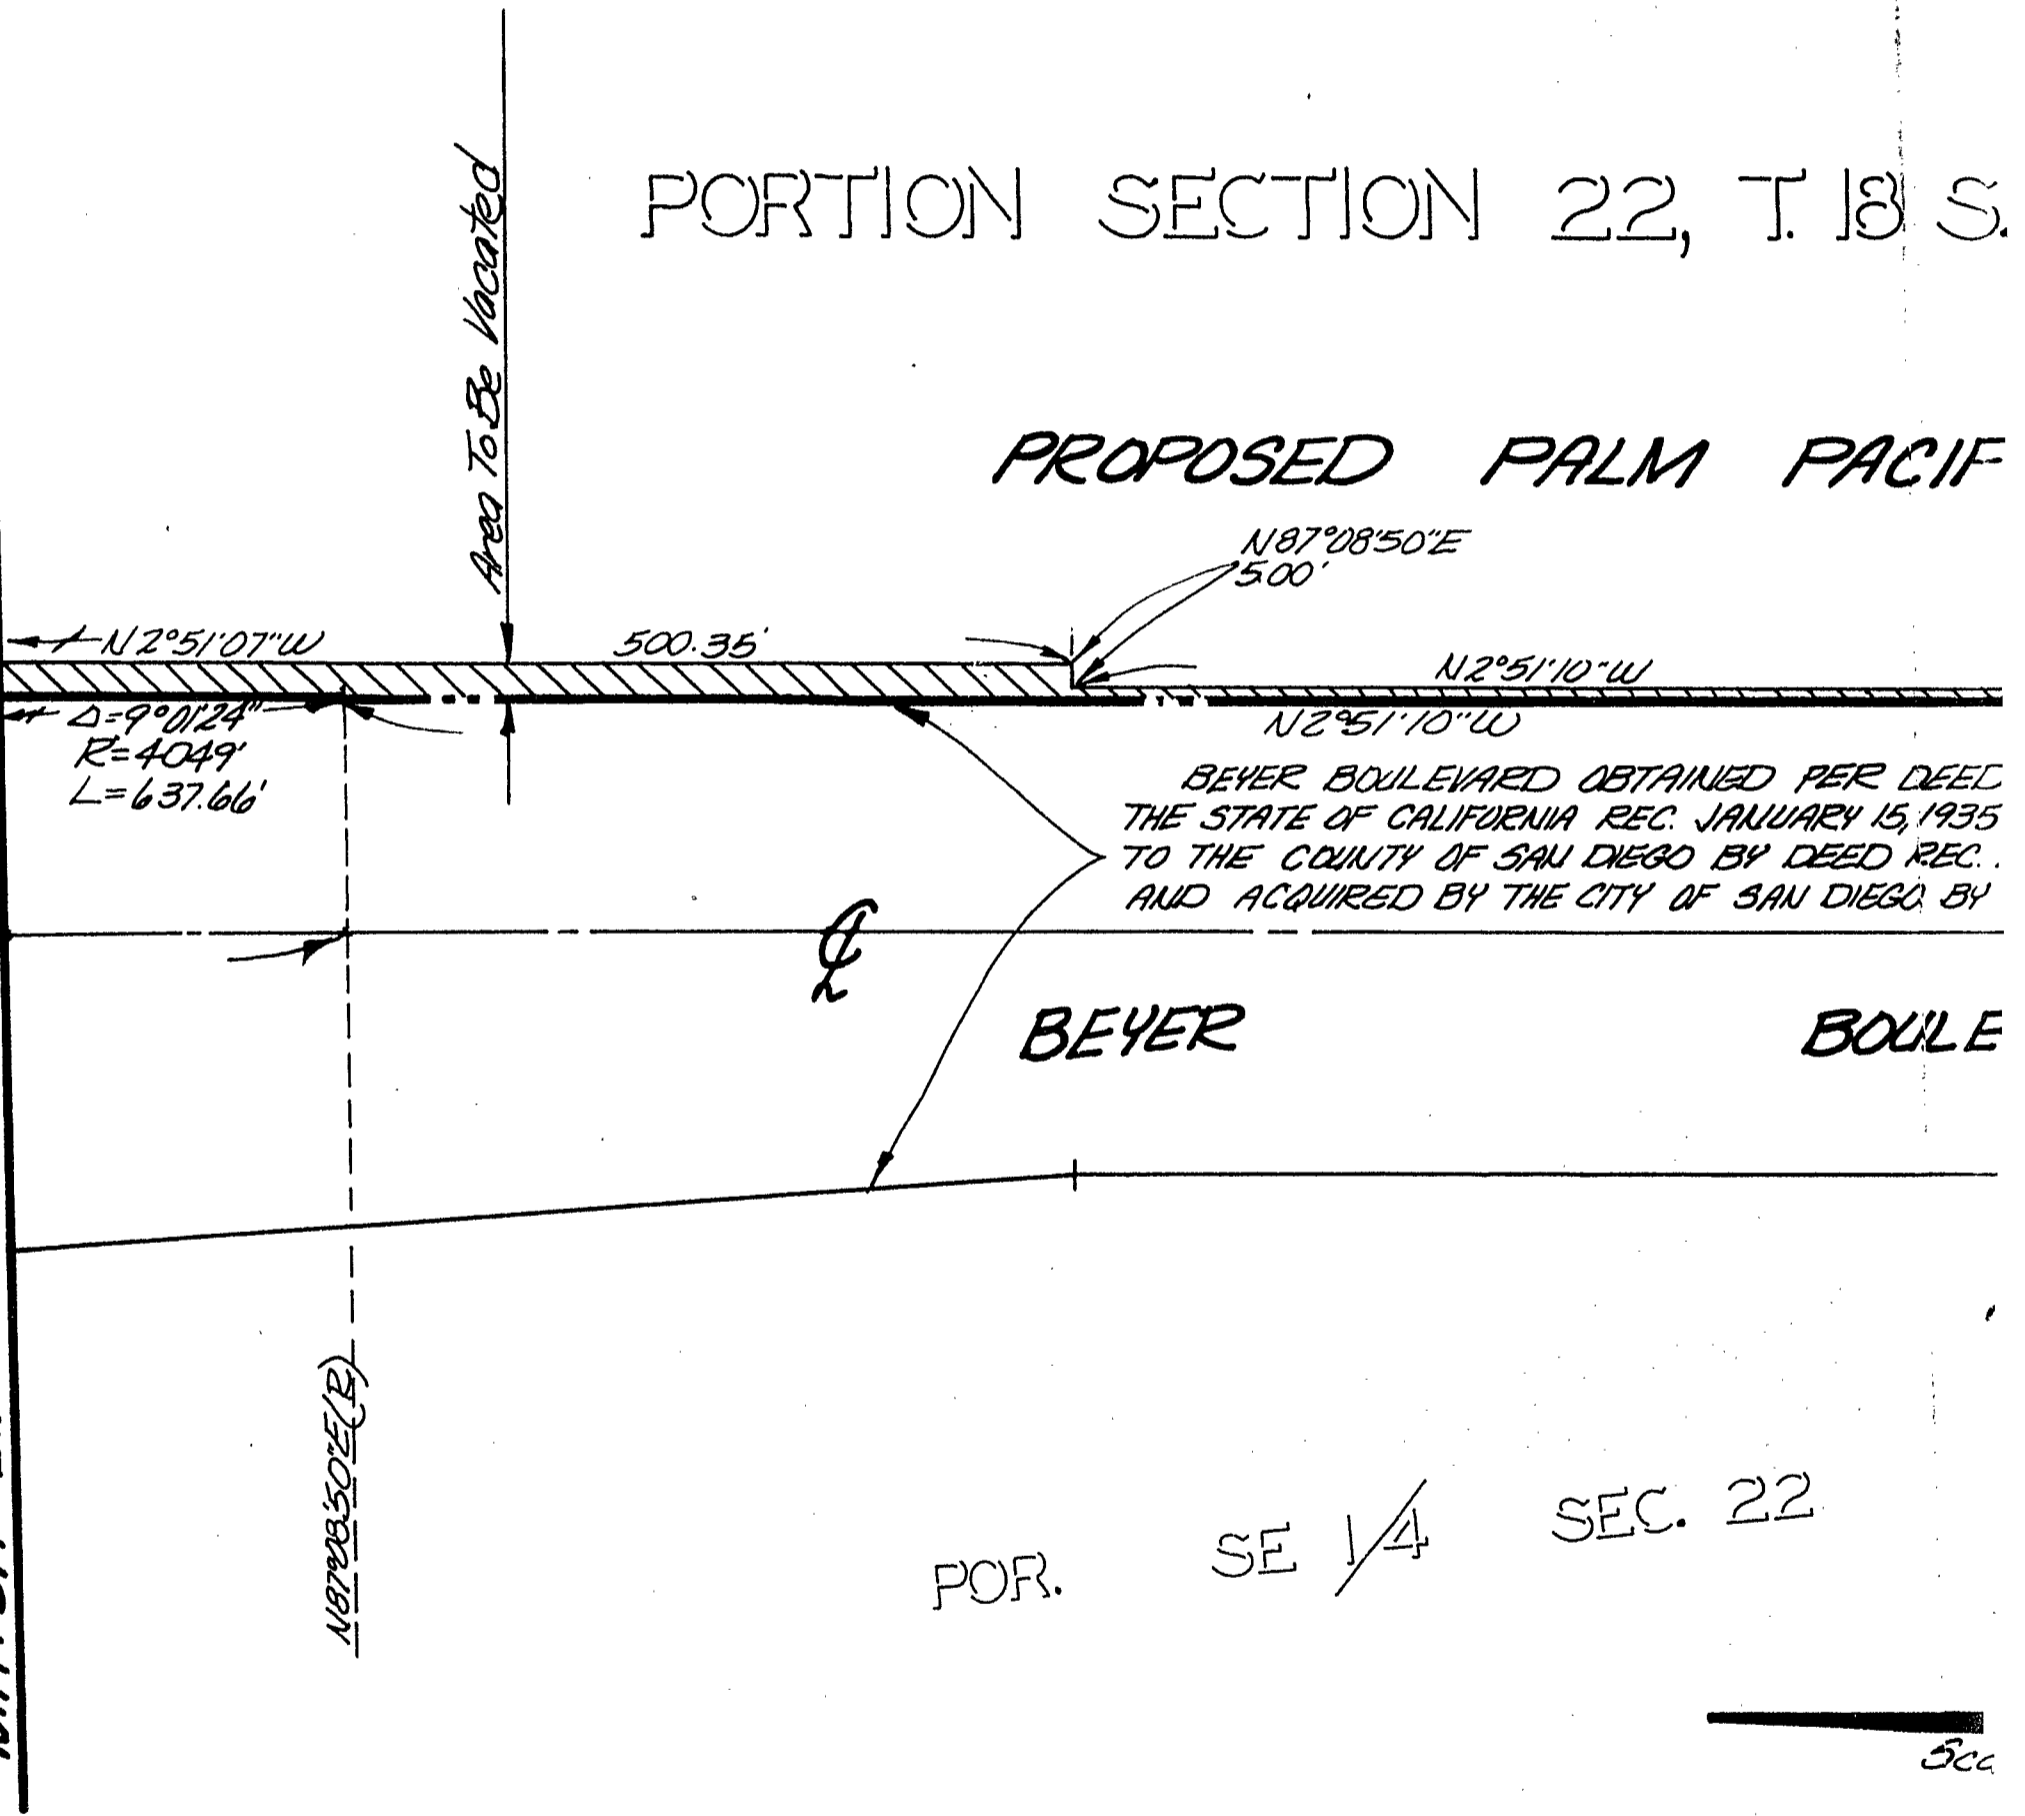 PORTION SECTION 22, T. 18 S.
Area To Be Vacated
PROPOSED PALM PACIF
N87°08'50"E
5.00'
N2°51'07"W
500.35'
N2°51'10"W
Δ=9°01'24"
R=4049'
L=637.66'
N2°51'10"W
BEYER BOULEVARD OBTAINED PER DEED
THE STATE OF CALIFORNIA REC. JANUARY 15, 1935
TO THE COUNTY OF SAN DIEGO BY DEED REC.
AND ACQUIRED BY THE CITY OF SAN DIEGO BY
℄
BEYER BOULE
N87°08'50"E(R)
POR. SE 1/4 SEC. 22
Sca